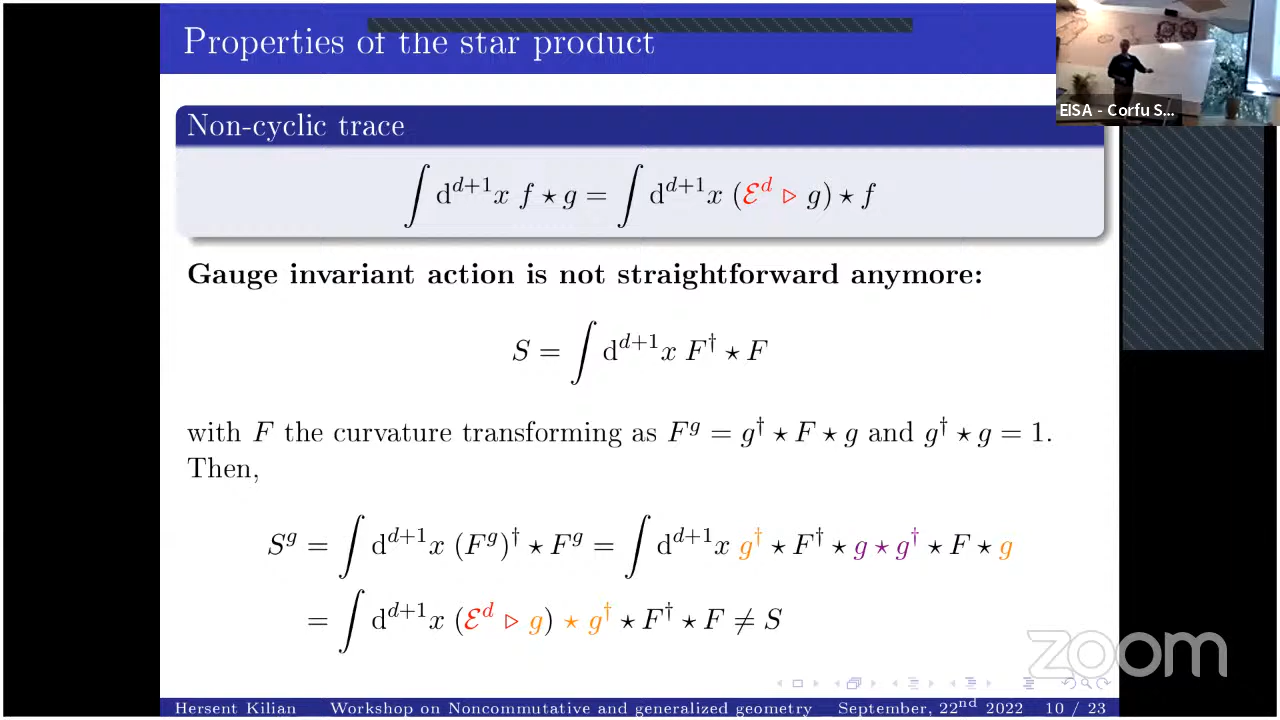 Properties of the star product
EISA - Corfu S...
Non-cyclic trace
∫ d^{d+1}x f ⋆ g = ∫ d^{d+1}x (ℰ^d ▷ g) ⋆ f
Gauge invariant action is not straightforward anymore:
S = ∫ d^{d+1}x F^† ⋆ F
with F the curvature transforming as F^g = g^† ⋆ F ⋆ g and g^† ⋆ g = 1.
Then,
S^g = ∫ d^{d+1}x (F^g)^† ⋆ F^g = ∫ d^{d+1}x g^† ⋆ F^† ⋆ g ⋆ g^† ⋆ F ⋆ g
= ∫ d^{d+1}x (ℰ^d ▷ g) ⋆ g^† ⋆ F^† ⋆ F ≠ S
zoom
Hersent Kilian Workshop on Noncommutative and generalized geometry September, 22nd 2022 10 / 23